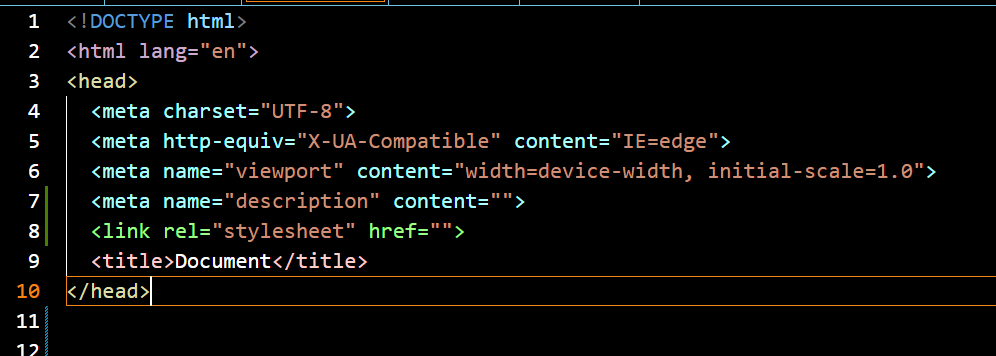 1 <!DOCTYPE html>
2 <html lang="en">
3 <head>
4   <meta charset="UTF-8">
5   <meta http-equiv="X-UA-Compatible" content="IE=edge">
6   <meta name="viewport" content="width=device-width, initial-scale=1.0">
7   <meta name="description" content="">
8   <link rel="stylesheet" href="">
9   <title>Document</title>
10 </head>
11
12